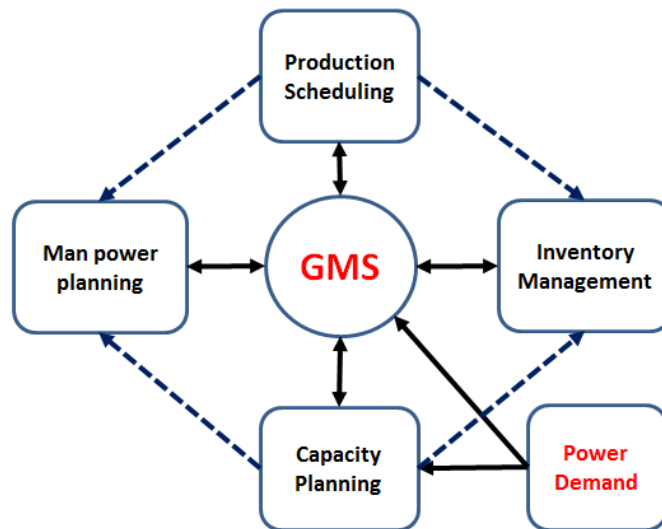 Production
Scheduling
Man power
planning
GMS
Inventory
Management
Capacity
Planning
Power
Demand